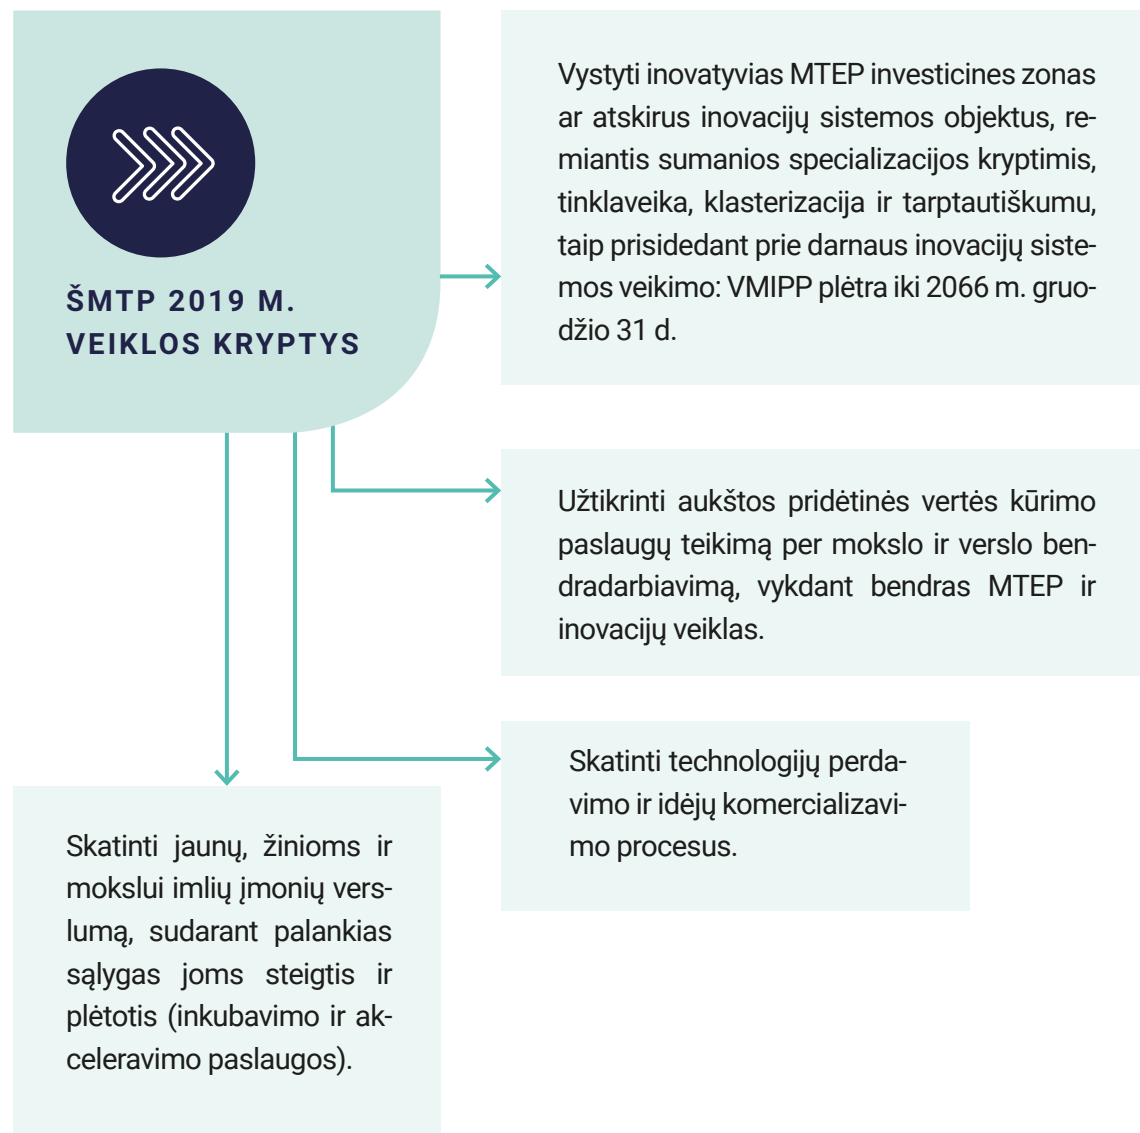 ŠMTP 2019 M.
VEIKLOS KRYPTYS
Vystyti inovatyvias MTEP investicines zonas
ar atskirus inovacijų sistemos objektus, re-
miantis sumanios specializacijos kryptimis,
tinklaveika, klasterizacija ir tarptautiškumu,
taip prisidedant prie darnaus inovacijų siste-
mos veikimo: VMIPP plėtra iki 2066 m. gruo-
džio 31 d.
Užtikrinti aukštos pridėtinės vertės kūrimo
paslaugų teikimą per mokslo ir verslo ben-
dradarbiavimą, vykdant bendras MTEP ir
inovacijų veiklas.
Skatinti technologijų perda-
vimo ir idėjų komercializavi-
mo procesus.
Skatinti jaunų, žinioms ir
mokslui imlių įmonių vers-
lumą, sudarant palankias
sąlygas joms steigtis ir
plėtotis (inkubavimo ir ak-
celeravimo paslaugos).